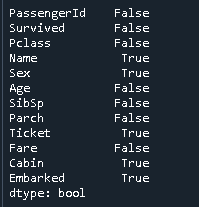 PassengerId    False
Survived       False
Pclass         False
Name            True
Sex             True
Age            False
SibSp          False
Parch          False
Ticket          True
Fare           False
Cabin           True
Embarked        True
dtype: bool